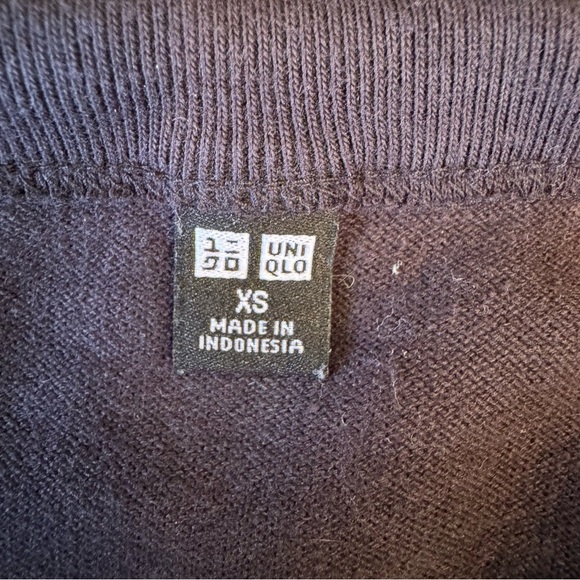 ユニ UNI
クロ QLO
XS
MADE IN
INDONESIA